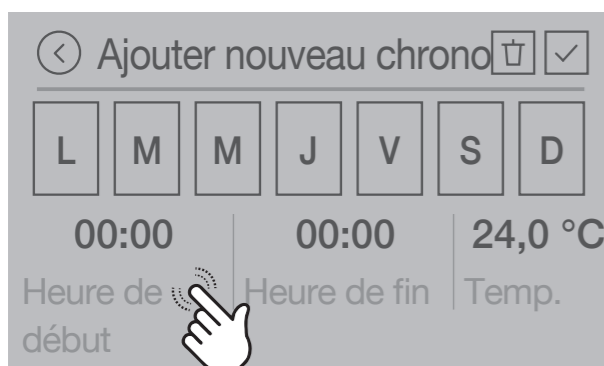 Ajouter nouveau chrono
L M M J V S D
00:00 00:00 24,0 °C
Heure de Heure de fin Temp.
début